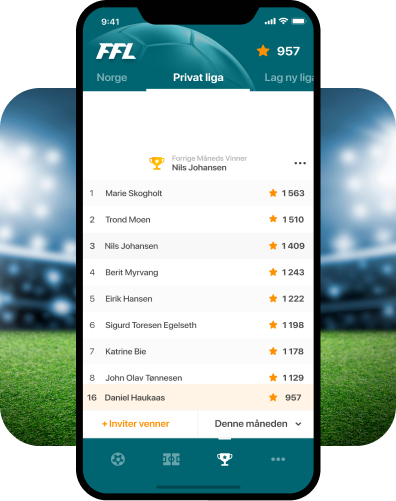 9:41
FFL
957
Norge Privat liga Lag ny liga
Forrige Måneds Vinner
Nils Johansen
1 Marie Skogholt 1 563
2 Trond Moen 1 510
3 Nils Johansen 1 409
4 Berit Myrvang 1 243
5 Eirik Hansen 1 222
6 Sigurd Toresen Egelseth 1 198
7 Katrine Bie 1 178
8 John Olav Tønnesen 1 129
16 Daniel Haukaas 957
+ Inviter venner Denne måneden